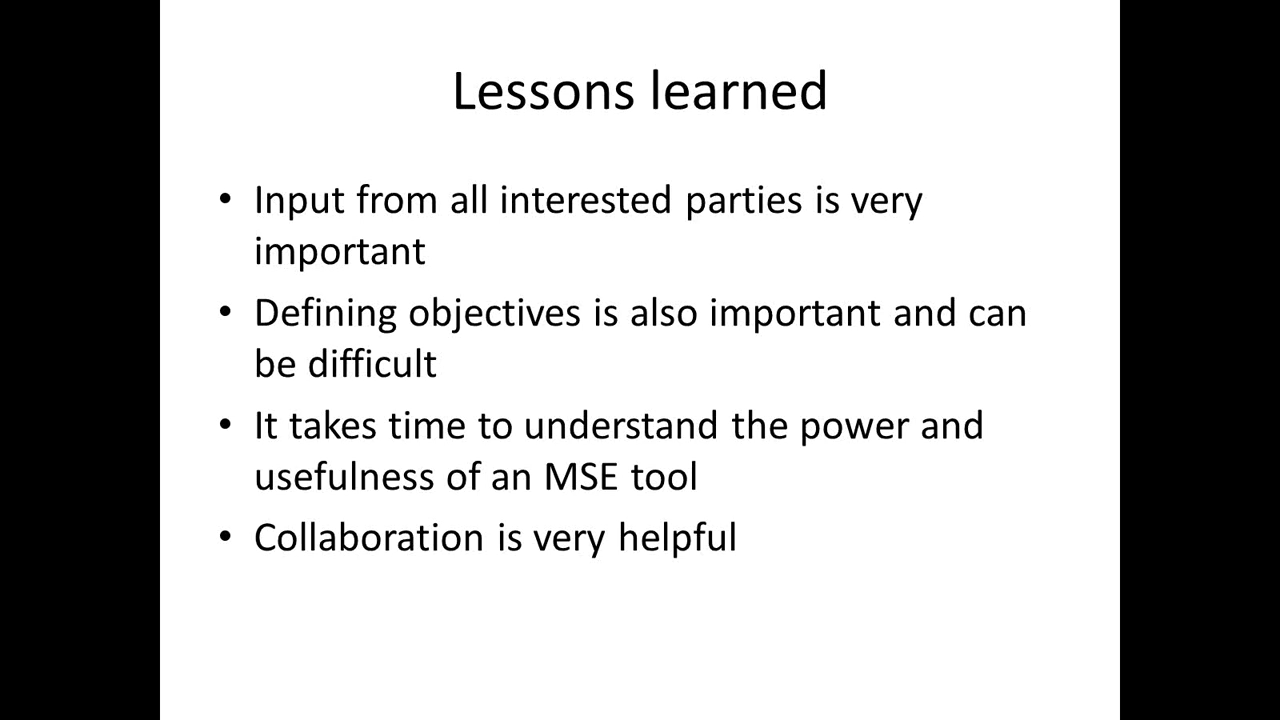 Lessons learned
• Input from all interested parties is very
important
• Defining objectives is also important and can
be difficult
• It takes time to understand the power and
usefulness of an MSE tool
• Collaboration is very helpful